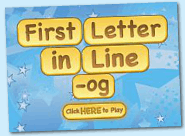 First Letter
in Line
-og
Click HERE to Play